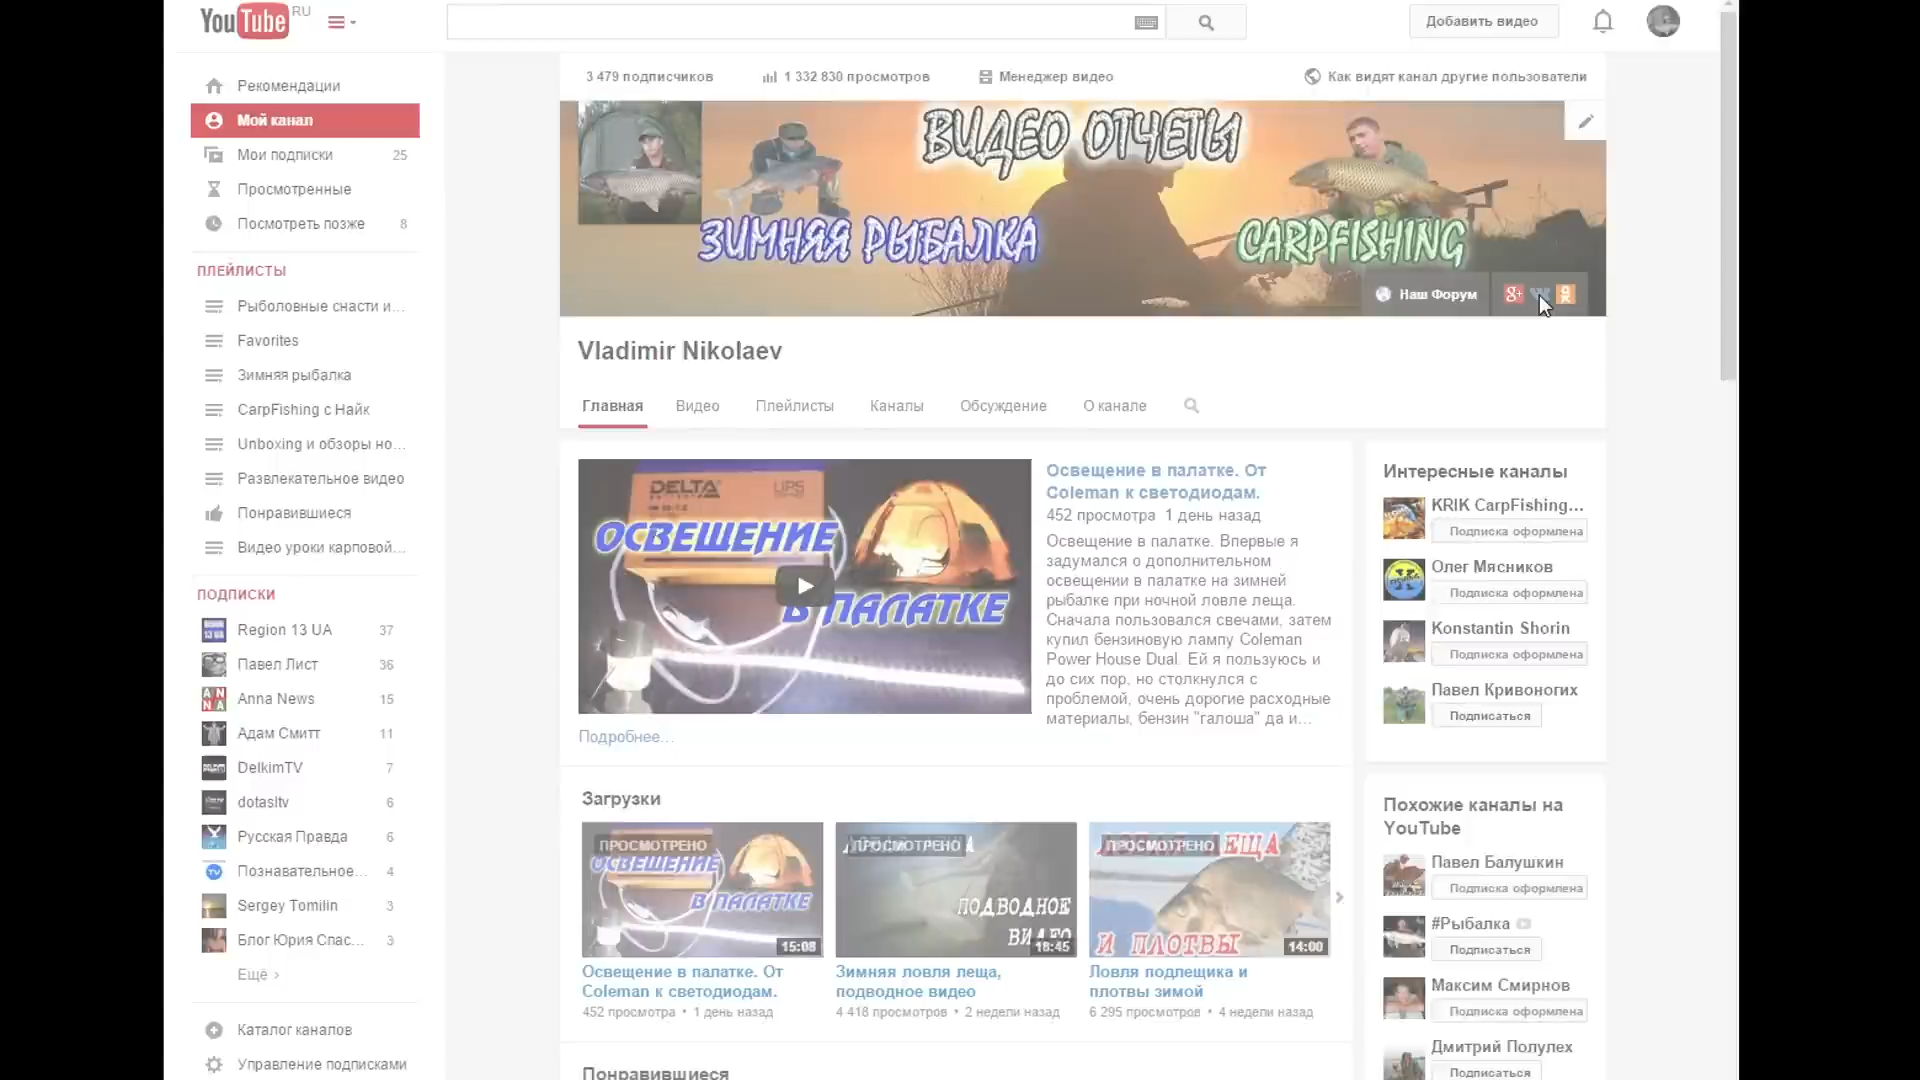 YouTube RU
Добавить видео
Рекомендации
Мой канал
Мои подписки 25
Просмотренные
Посмотреть позже 8
ПЛЕЙЛИСТЫ
Рыболовные снасти и...
Favorites
Зимняя рыбалка
CarpFishing с Найк
Unboxing и обзоры но...
Развлекательное видео
Понравившиеся
Видео уроки карповой...
ПОДПИСКИ
Region 13 UA 37
Павел Лист 36
Anna News 15
Адам Смитт 11
DelkimTV 7
dotasltv 6
Русская Правда 6
Познавательное... 4
Sergey Tomilin 3
Блог Юрия Спас... 3
Ещё ›
Каталог каналов
Управление подписками
3 479 подписчиков 1 332 830 просмотров Менеджер видео Как видят канал другие пользователи
ВИДЕО ОТЧЕТЫ
ЗИМНЯЯ РЫБАЛКА CARPFISHING
Наш Форум g+
Vladimir Nikolaev
Главная Видео Плейлисты Каналы Обсуждение О канале
DELTA UPS
ОСВЕЩЕНИЕ
В ПАЛАТКЕ
Освещение в палатке. От
Coleman к светодиодам.
452 просмотра 1 день назад
Освещение в палатке. Впервые я
задумался о дополнительном
освещении в палатке на зимней
рыбалке при ночной ловле леща.
Сначала пользовался свечами, затем
купил бензиновую лампу Coleman
Power House Dual. Ей я пользуюсь и
до сих пор, но столкнулся с
проблемой, очень дорогие расходные
материалы, бензин "галоша" да и...
Подробнее...
Загрузки
ПРОСМОТРЕНО
ОСВЕЩЕНИЕ
В ПАЛАТКЕ
15:08
Освещение в палатке. От
Coleman к светодиодам.
452 просмотра • 1 день назад
ПРОСМОТРЕНО
ПОДВОДНОЕ
ВИДЕО
18:45
Зимняя ловля леща,
подводное видео
4 418 просмотров • 2 недели назад
ПРОСМОТРЕНО
ЛЕЩА
И ПЛОТВЫ
14:00
Ловля подлещика и
плотвы зимой
6 295 просмотров • 4 недели назад
Понравившиеся
Интересные каналы
KRIK CarpFishing...
Подписка оформлена
Олег Мясников
Подписка оформлена
Konstantin Shorin
Подписка оформлена
Павел Кривоногих
Подписаться
Похожие каналы на
YouTube
Павел Балушкин
Подписка оформлена
#Рыбалка
Подписаться
Максим Смирнов
Подписка оформлена
Дмитрий Полулех
Подписаться